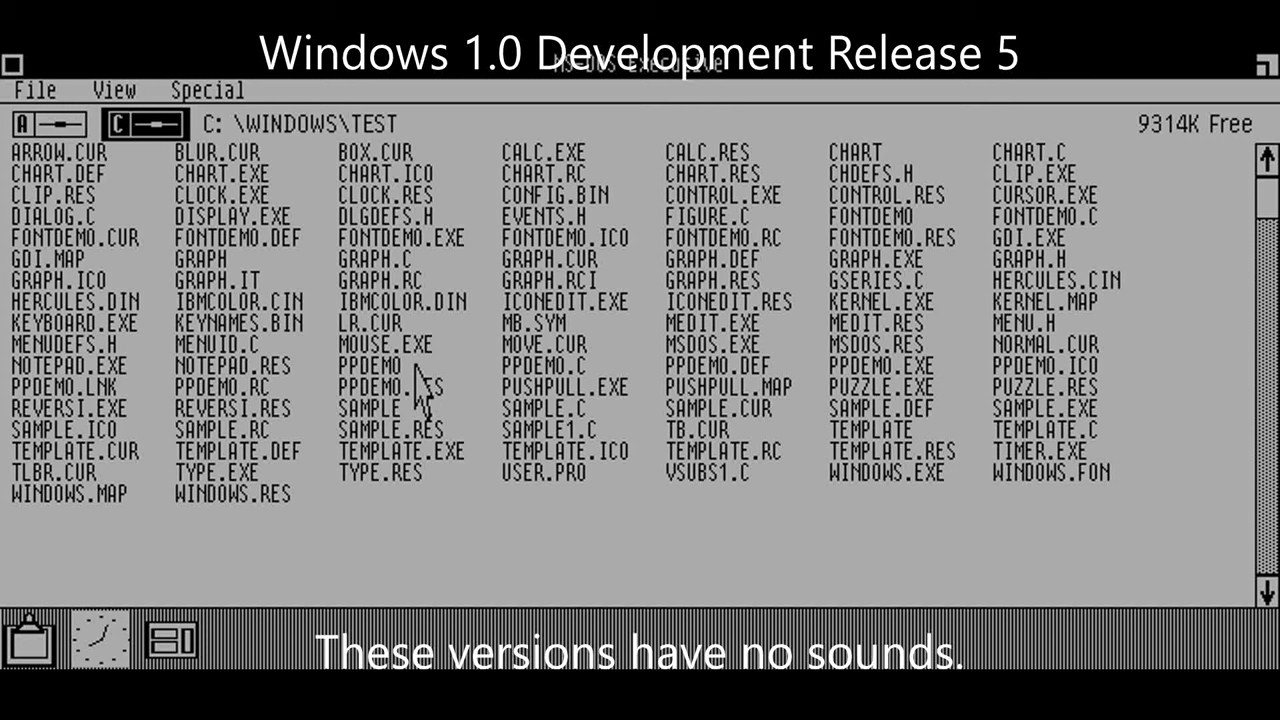 Windows 1.0 Development Release 5
MS-DOS Executive
File View Special
A C C: \WINDOWS\TEST 9314K Free
ARROW.CUR BLUR.CUR BOX.CUR CALC.EXE CALC.RES CHART CHART.C
CHART.DEF CHART.EXE CHART.ICO CHART.RC CHART.RES CHDEFS.H CLIP.EXE
CLIP.RES CLOCK.EXE CLOCK.RES CONFIG.BIN CONTROL.EXE CONTROL.RES CURSOR.EXE
DIALOG.C DISPLAY.EXE DLGDEFS.H EVENTS.H FIGURE.C FONTDEMO FONTDEMO.C
FONTDEMO.CUR FONTDEMO.DEF FONTDEMO.EXE FONTDEMO.ICO FONTDEMO.RC FONTDEMO.RES GDI.EXE
GDI.MAP GRAPH GRAPH.C GRAPH.CUR GRAPH.DEF GRAPH.EXE GRAPH.H
GRAPH.ICO GRAPH.IT GRAPH.RC GRAPH.RCI GRAPH.RES GSERIES.C HERCULES.CIN
HERCULES.DIN IBMCOLOR.CIN IBMCOLOR.DIN ICONEDIT.EXE ICONEDIT.RES KERNEL.EXE KERNEL.MAP
KEYBOARD.EXE KEYNAMES.BIN LR.CUR MB.SYM MEDIT.EXE MEDIT.RES MENU.H
MENUDEFS.H MENUID.C MOUSE.EXE MOVE.CUR MSDOS.EXE MSDOS.RES NORMAL.CUR
NOTEPAD.EXE NOTEPAD.RES PPDEMO PPDEMO.C PPDEMO.DEF PPDEMO.EXE PPDEMO.ICO
PPDEMO.LNK PPDEMO.RC PPDEMO.RES PUSHPULL.EXE PUSHPULL.MAP PUZZLE.EXE PUZZLE.RES
REVERSI.EXE REVERSI.RES SAMPLE SAMPLE.C SAMPLE.CUR SAMPLE.DEF SAMPLE.EXE
SAMPLE.ICO SAMPLE.RC SAMPLE.RES SAMPLE1.C TB.CUR TEMPLATE TEMPLATE.C
TEMPLATE.CUR TEMPLATE.DEF TEMPLATE.EXE TEMPLATE.ICO TEMPLATE.RC TEMPLATE.RES TIMER.EXE
TLBR.CUR TYPE.EXE TYPE.RES USER.PRO VSUBS1.C WINDOWS.EXE WINDOWS.FON
WINDOWS.MAP WINDOWS.RES
These versions have no sounds.